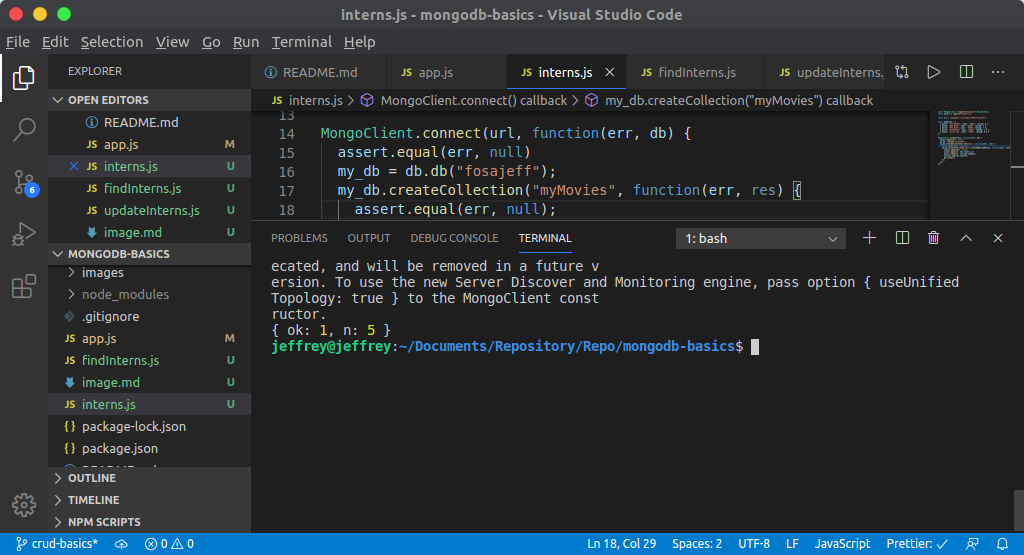 interns.js - mongodb-basics - Visual Studio Code
File Edit Selection View Go Run Terminal Help
EXPLORER
OPEN EDITORS
README.md
JS app.js M
JS interns.js U
JS findInterns.js U
JS updateInterns.js U
image.md U
MONGODB-BASICS
images
node_modules
.gitignore
JS app.js M
JS findInterns.js U
image.md U
JS interns.js U
{} package-lock.json
{} package.json
OUTLINE
TIMELINE
NPM SCRIPTS
6
README.md JS app.js JS interns.js JS findInterns.js JS updateInterns.
JS interns.js > MongoClient.connect() callback > my_db.createCollection("myMovies") callback
13
14 MongoClient.connect(url, function(err, db) {
15 assert.equal(err, null)
16 my_db = db.db("fosajeff");
17 my_db.createCollection("myMovies", function(err, res) {
18 assert.equal(err, null);
PROBLEMS OUTPUT DEBUG CONSOLE TERMINAL 1: bash
ecated, and will be removed in a future v
ersion. To use the new Server Discover and Monitoring engine, pass option { useUnified
Topology: true } to the MongoClient const
ructor.
{ ok: 1, n: 5 }
jeffrey@jeffrey:~/Documents/Repository/Repo/mongodb-basics$
crud-basics* 0 0 Ln 18, Col 29 Spaces: 2 UTF-8 LF JavaScript Prettier: ✓